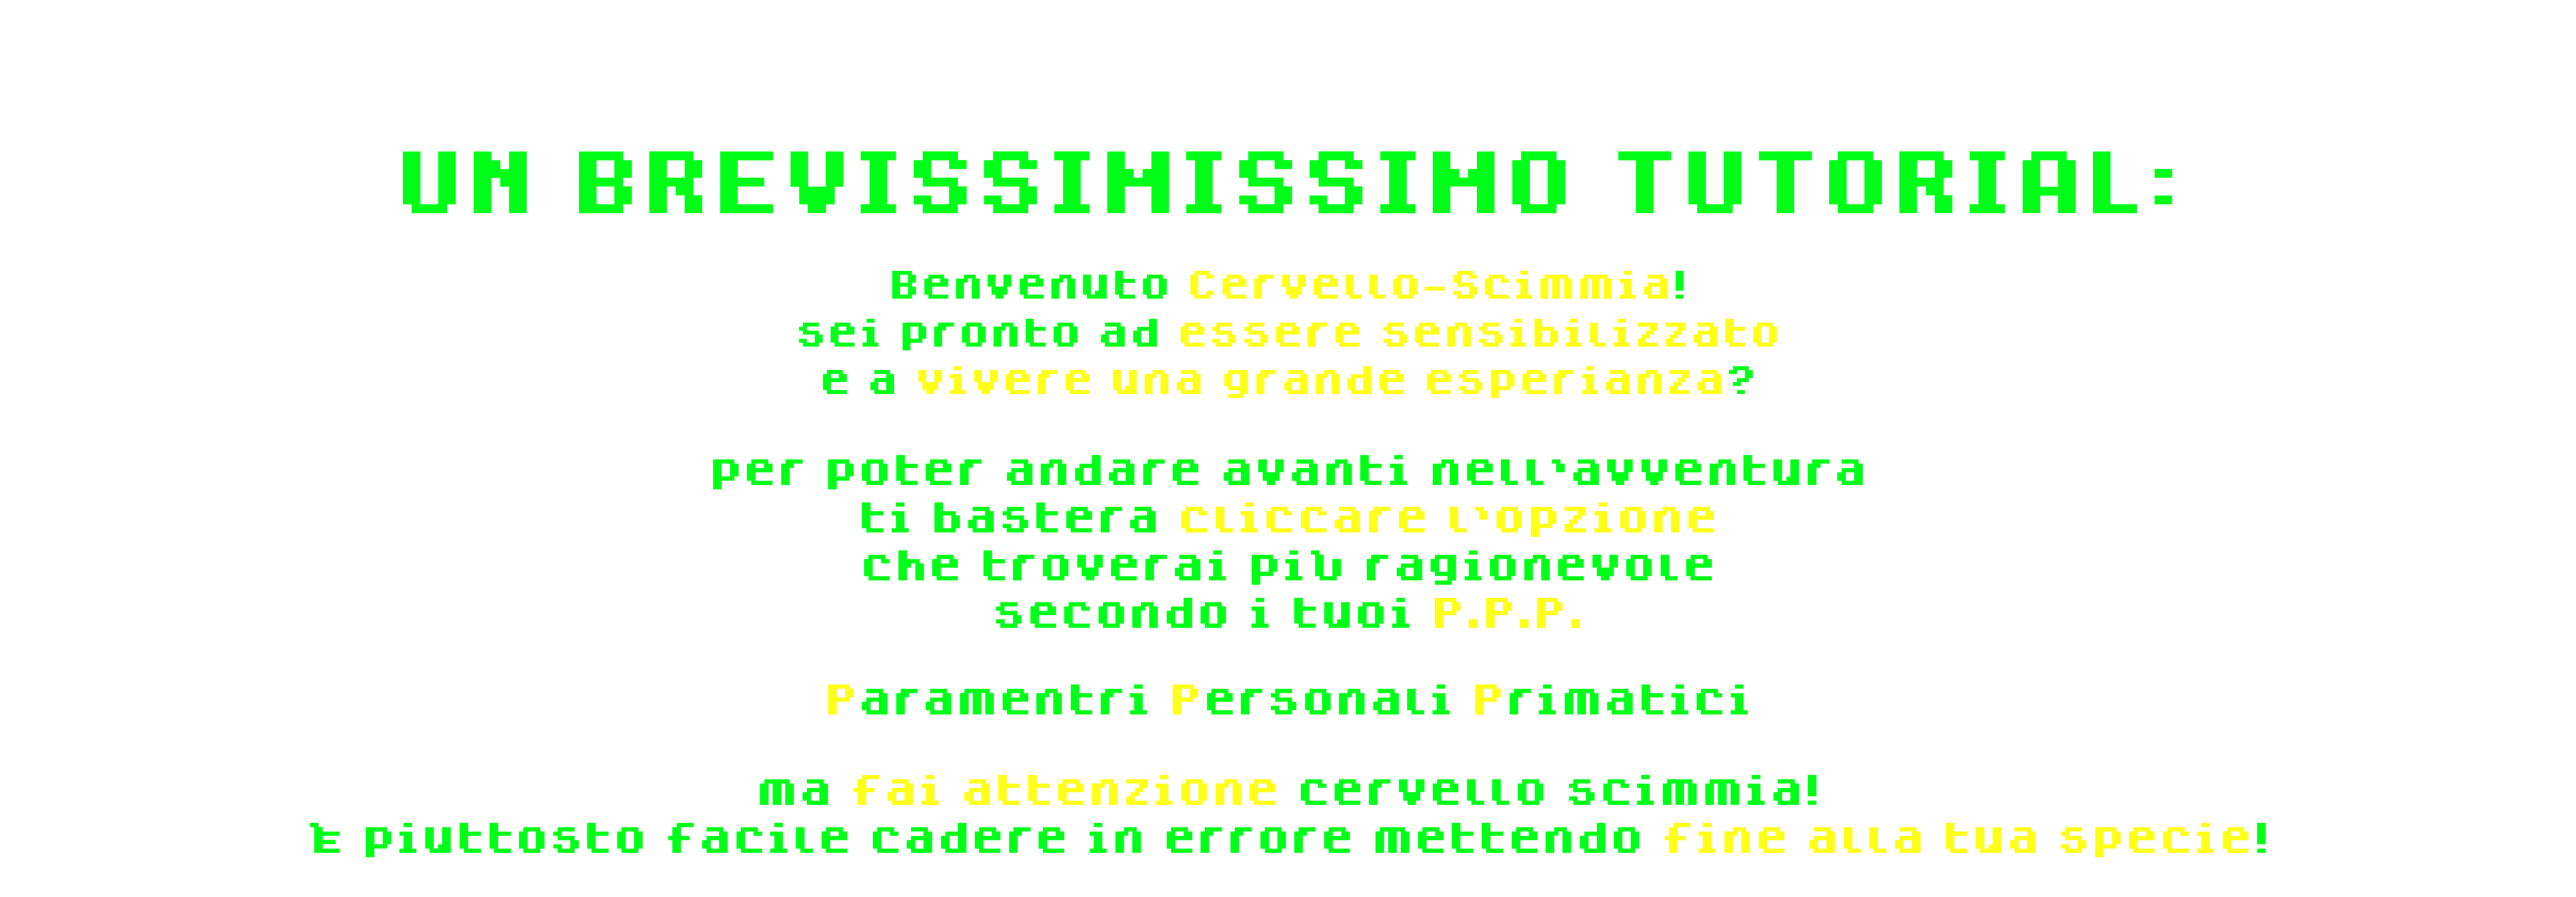 UN BREVISSIMISSIMO TUTORIAL:
Benvenuto Cervello-Scimmia!
sei pronto ad essere sensibilizzato
e a vivere una grande esperianza?
per poter andare avanti nell'avventura
ti bastera cliccare l'opzione
che troverai più ragionevole
secondo i tuoi P.P.P.
Paramentri Personali Primatici
ma fai attenzione cervello scimmia!
È piuttosto facile cadere in errore mettendo fine alla tua specie!